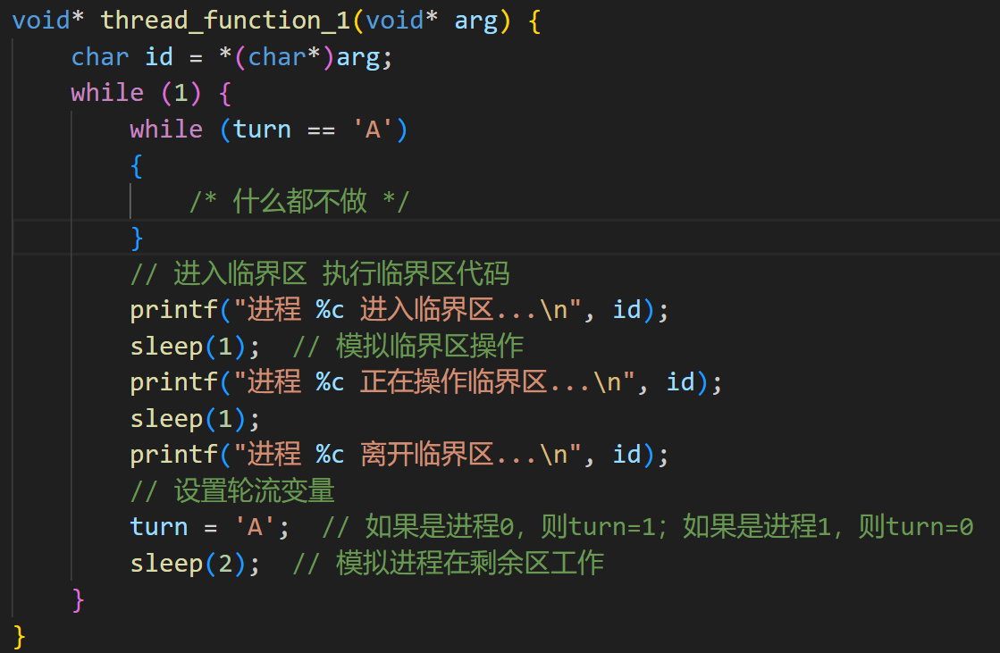 void* thread_function_1(void* arg) {
    char id = *(char*)arg;
    while (1) {
        while (turn == 'A')
        {
            /* 什么都不做 */
        }
        // 进入临界区 执行临界区代码
        printf("进程 %c 进入临界区...\n", id);
        sleep(1);  // 模拟临界区操作
        printf("进程 %c 正在操作临界区...\n", id);
        sleep(1);
        printf("进程 %c 离开临界区...\n", id);
        // 设置轮流变量
        turn = 'A';  // 如果是进程0，则turn=1；如果是进程1，则turn=0
        sleep(2);  // 模拟进程在剩余区工作
    }
}